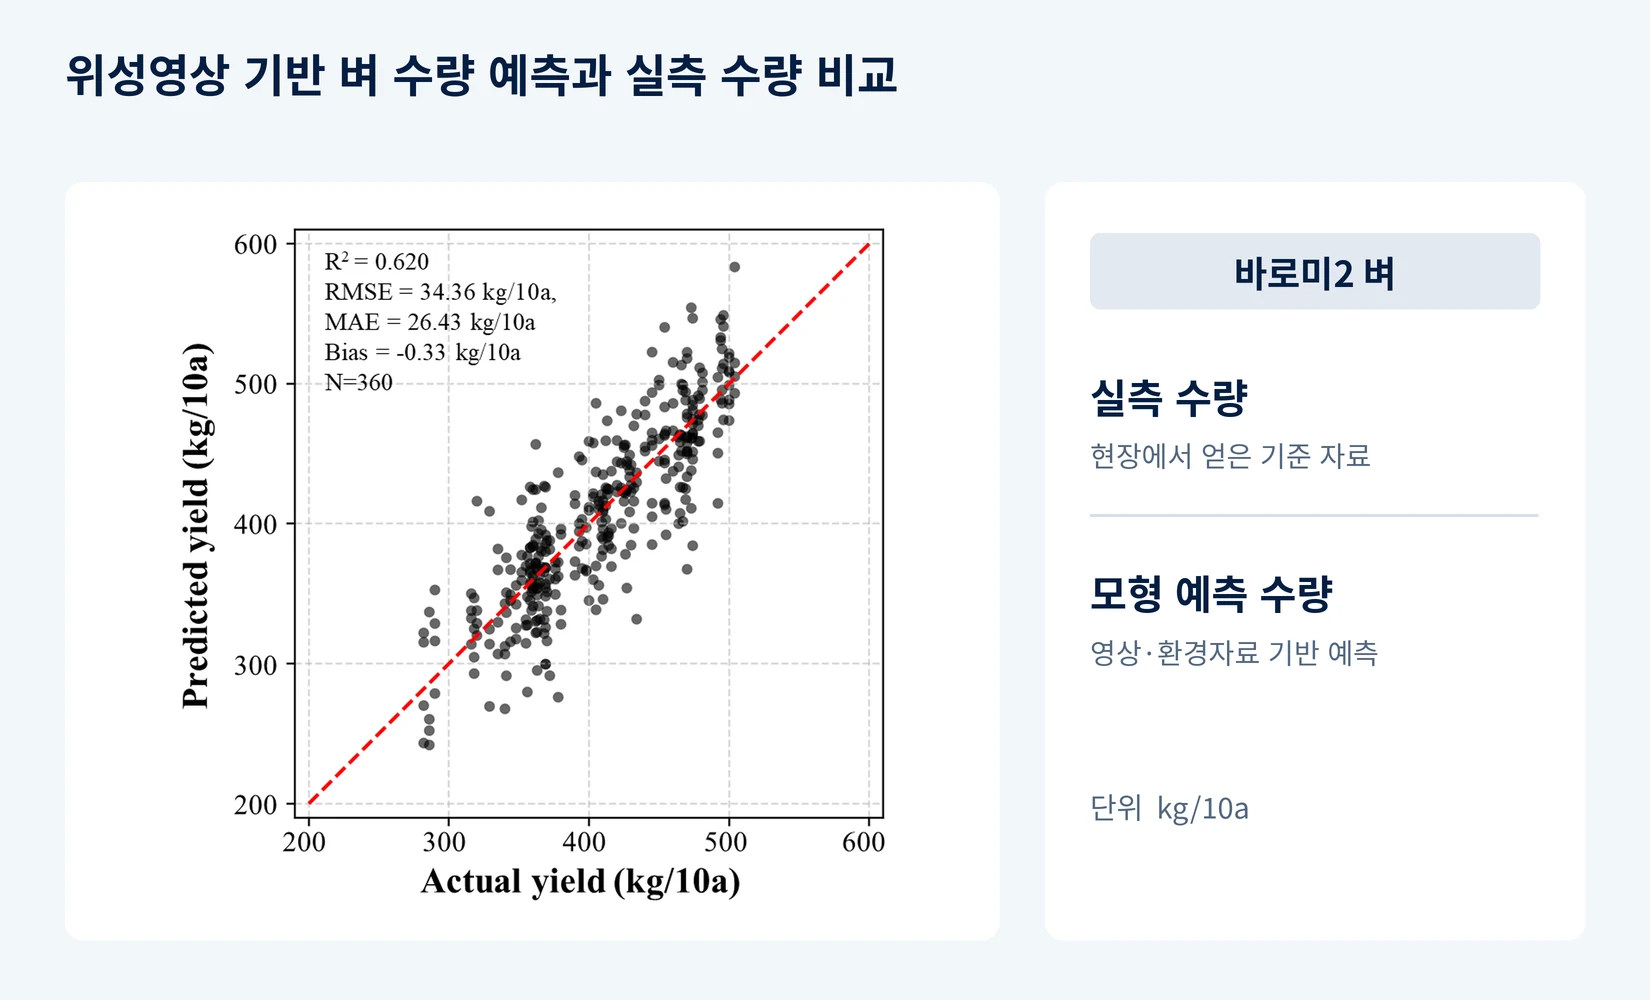 위성영상 기반 벼 수량 예측과 실측 수량 비교
R² = 0.620
RMSE = 34.36 kg/10a,
MAE = 26.43 kg/10a
Bias = -0.33 kg/10a
N=360
600
500
400
300
200
200 300 400 500 600
Predicted yield (kg/10a)
Actual yield (kg/10a)
바로미2 벼
실측 수량
현장에서 얻은 기준 자료
모형 예측 수량
영상·환경자료 기반 예측
단위 kg/10a